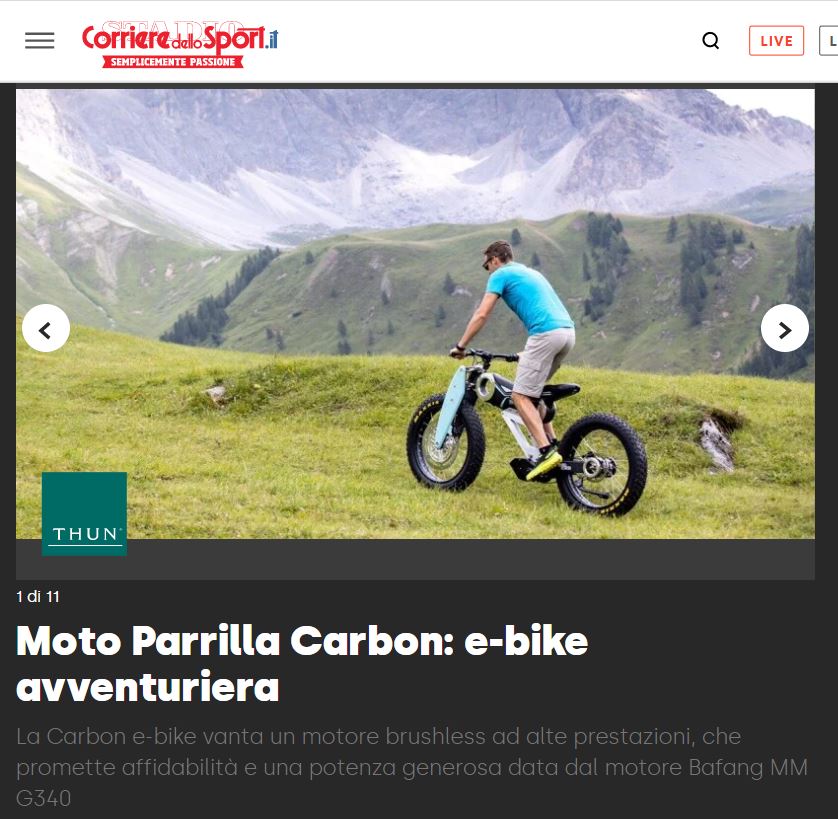 STADIO
Corriere dello Sport.it
SEMPLICEMENTE PASSIONE
LIVE
L
THUN
1 di 11
Moto Parrilla Carbon: e-bike
avventuriera
La Carbon e-bike vanta un motore brushless ad alte prestazioni, che
promette affidabilità e una potenza generosa data dal motore Bafang MM
G340